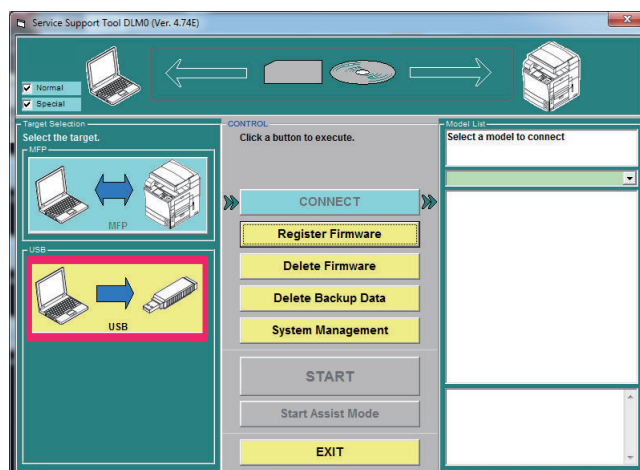 Service Support Tool DLM0 (Ver. 4.74E)
Normal
Special
Target Selection
Select the target.
MFP
MFP
USB
USB
CONTROL
Click a button to execute.
CONNECT
Register Firmware
Delete Firmware
Delete Backup Data
System Management
START
Start Assist Mode
EXIT
Model List
Select a model to connect